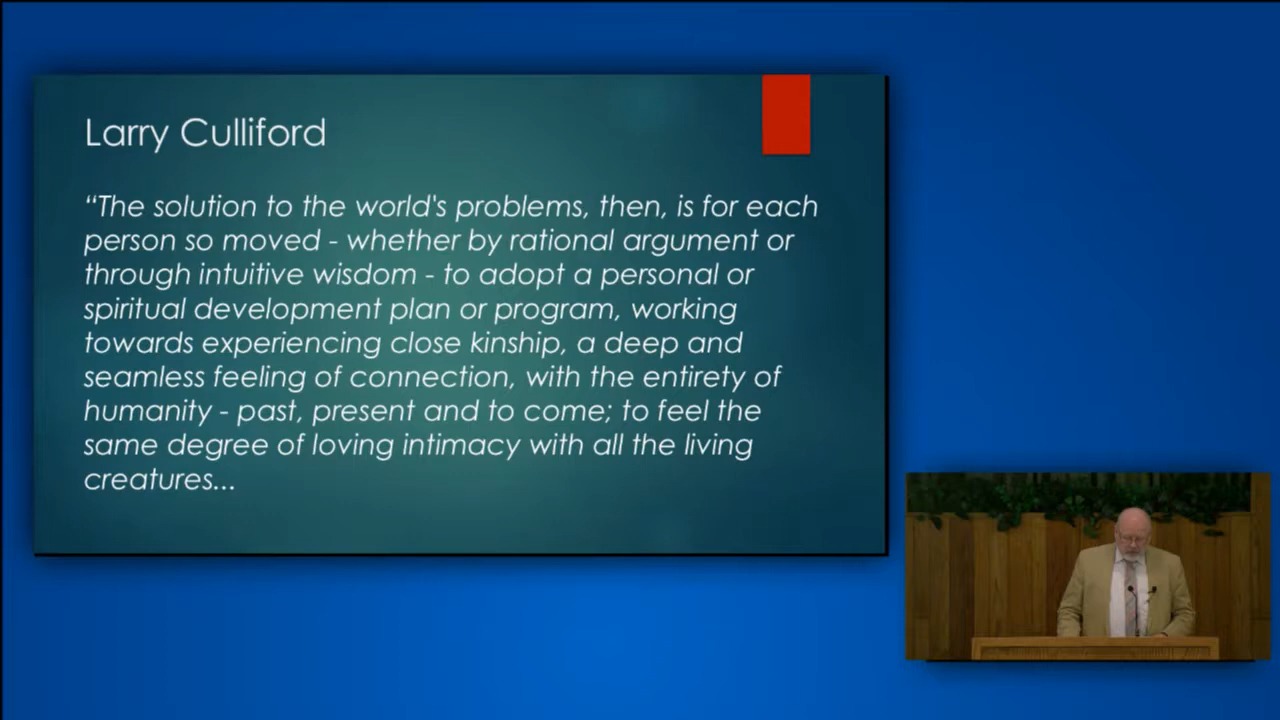 Larry Culliford
“The solution to the world's problems, then, is for each
person so moved - whether by rational argument or
through intuitive wisdom - to adopt a personal or
spiritual development plan or program, working
towards experiencing close kinship, a deep and
seamless feeling of connection, with the entirety of
humanity - past, present and to come; to feel the
same degree of loving intimacy with all the living
creatures...